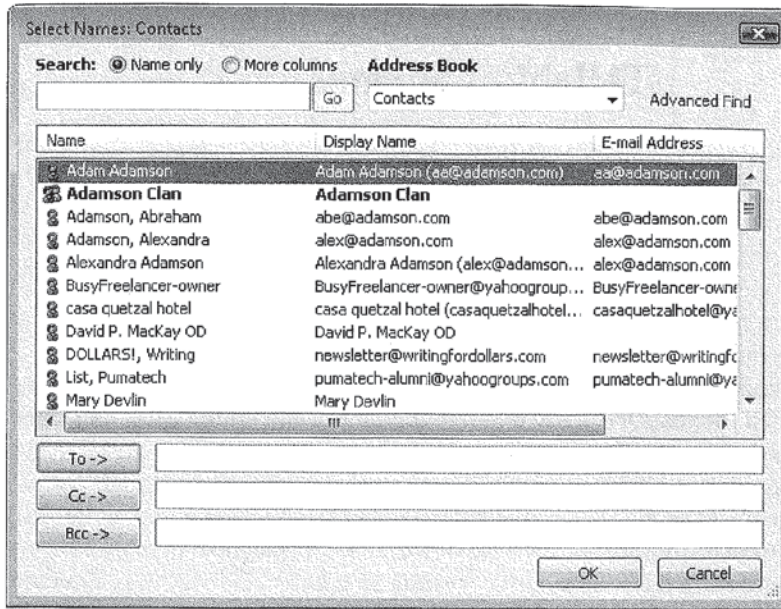 Select Names: Contacts
Search: Name only More columns Address Book
Go Contacts Advanced Find
Name Display Name E-mail Address
Adam Adamson Adam Adamson (aa@adamson.com) aa@adamson.com
Adamson Clan Adamson Clan
Adamson, Abraham abe@adamson.com abe@adamson.com
Adamson, Alexandra alex@adamson.com alex@adamson.com
Alexandra Adamson Alexandra Adamson (alex@adamson... alex@adamson.com
BusyFreelancer-owner BusyFreelancer-owner@yahoogroup... BusyFreelancer-owne
casa quetzal hotel casa quetzal hotel (casaquetzalhotel... casaquetzalhotel@ya
David P. MacKay OD David P. MacKay OD
DOLLARS!, Writing newsletter@writingfordollars.com newsletter@writingfo
List, Pumatech pumatech-alumni@yahoogroups.com pumatech-alumni@ya
Mary Devlin Mary Devlin
To ->
Cc ->
Bcc ->
OK Cancel